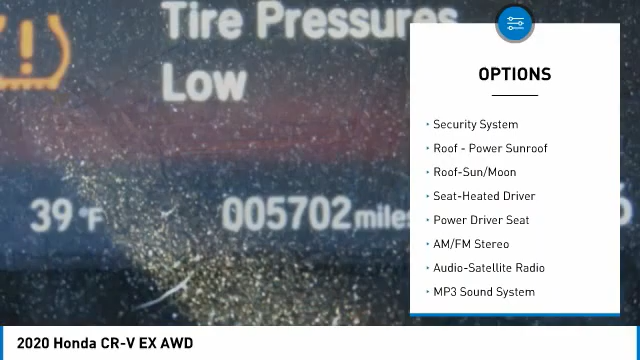 Tire Pressures
Low
39 °F
005702 miles
6
OPTIONS
• Security System
• Roof - Power Sunroof
• Roof-Sun/Moon
• Seat-Heated Driver
• Power Driver Seat
• AM/FM Stereo
• Audio-Satellite Radio
• MP3 Sound System
2020 Honda CR-V EX AWD